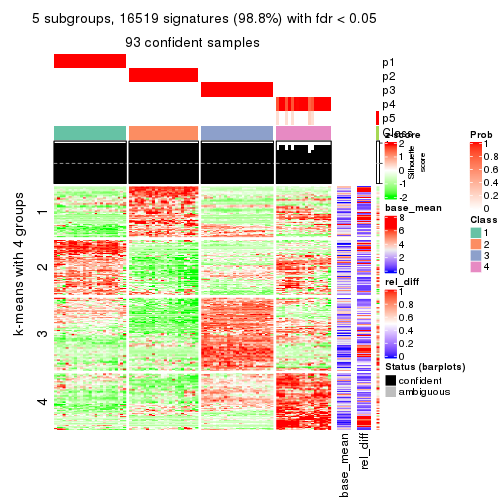 5 subgroups, 16519 signatures (98.8%) with fdr < 0.05
93 confident samples
p1
p2
p3
p4
p5
Class
Silhouette
score
k-means with 4 groups
1
2
3
4
base_mean
rel_diff
z-score
2
1
0
-1
-2
base_mean
8
6
4
2
0
rel_diff
1
0.8
0.6
0.4
0.2
0
Status (barplots)
confident
ambiguous
Prob
1
0.8
0.6
0.4
0.2
0
Class
1
2
3
4